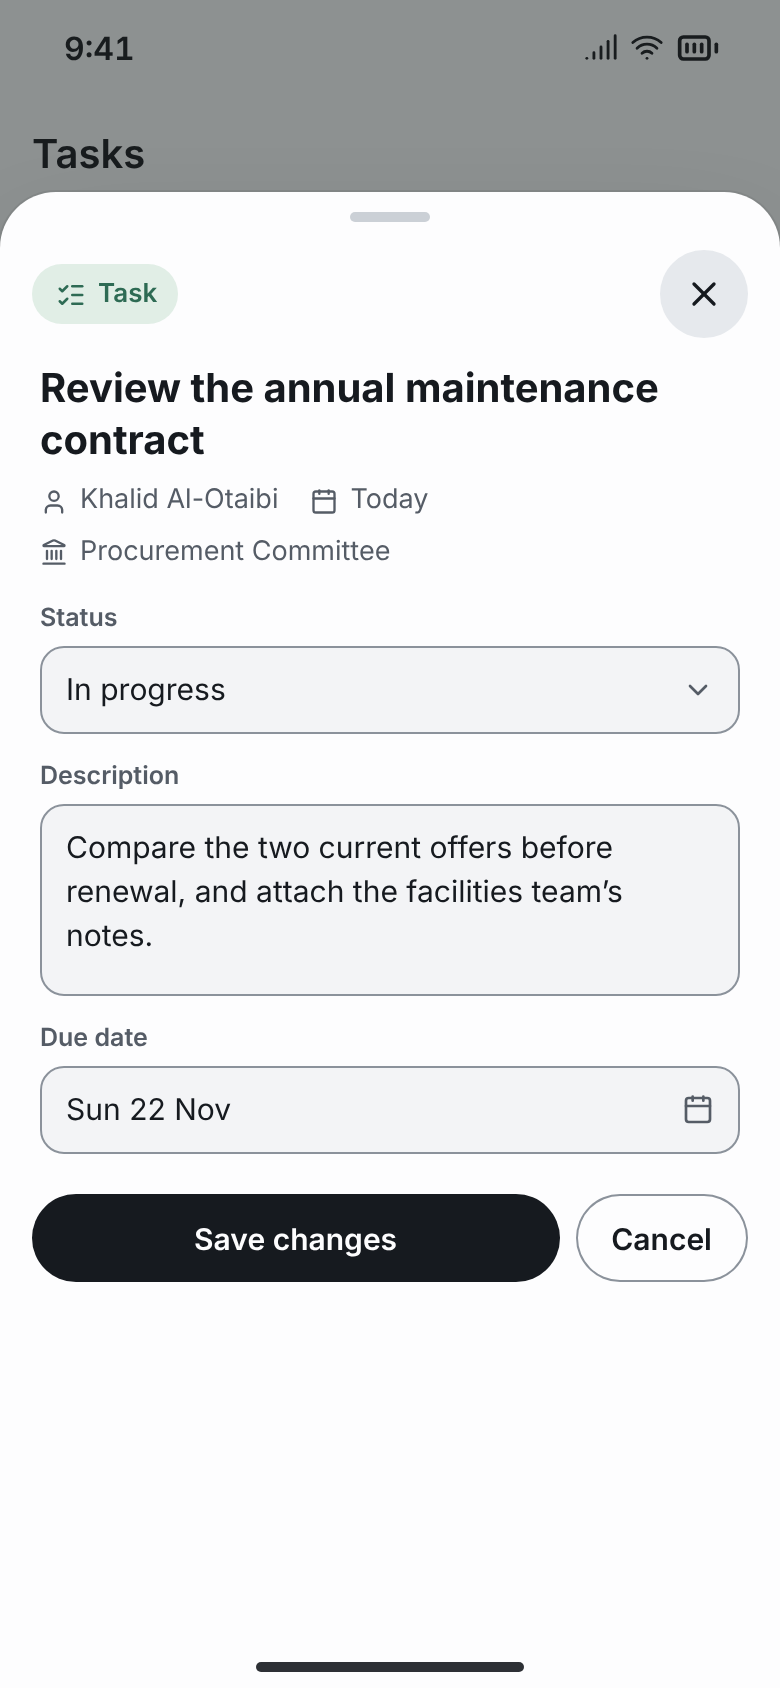 9:41
Tasks
Task
Review the annual maintenance
contract
Khalid Al-Otaibi Today
Procurement Committee
Status
In progress
Description
Compare the two current offers before
renewal, and attach the facilities team’s
notes.
Due date
Sun 22 Nov
Save changes Cancel